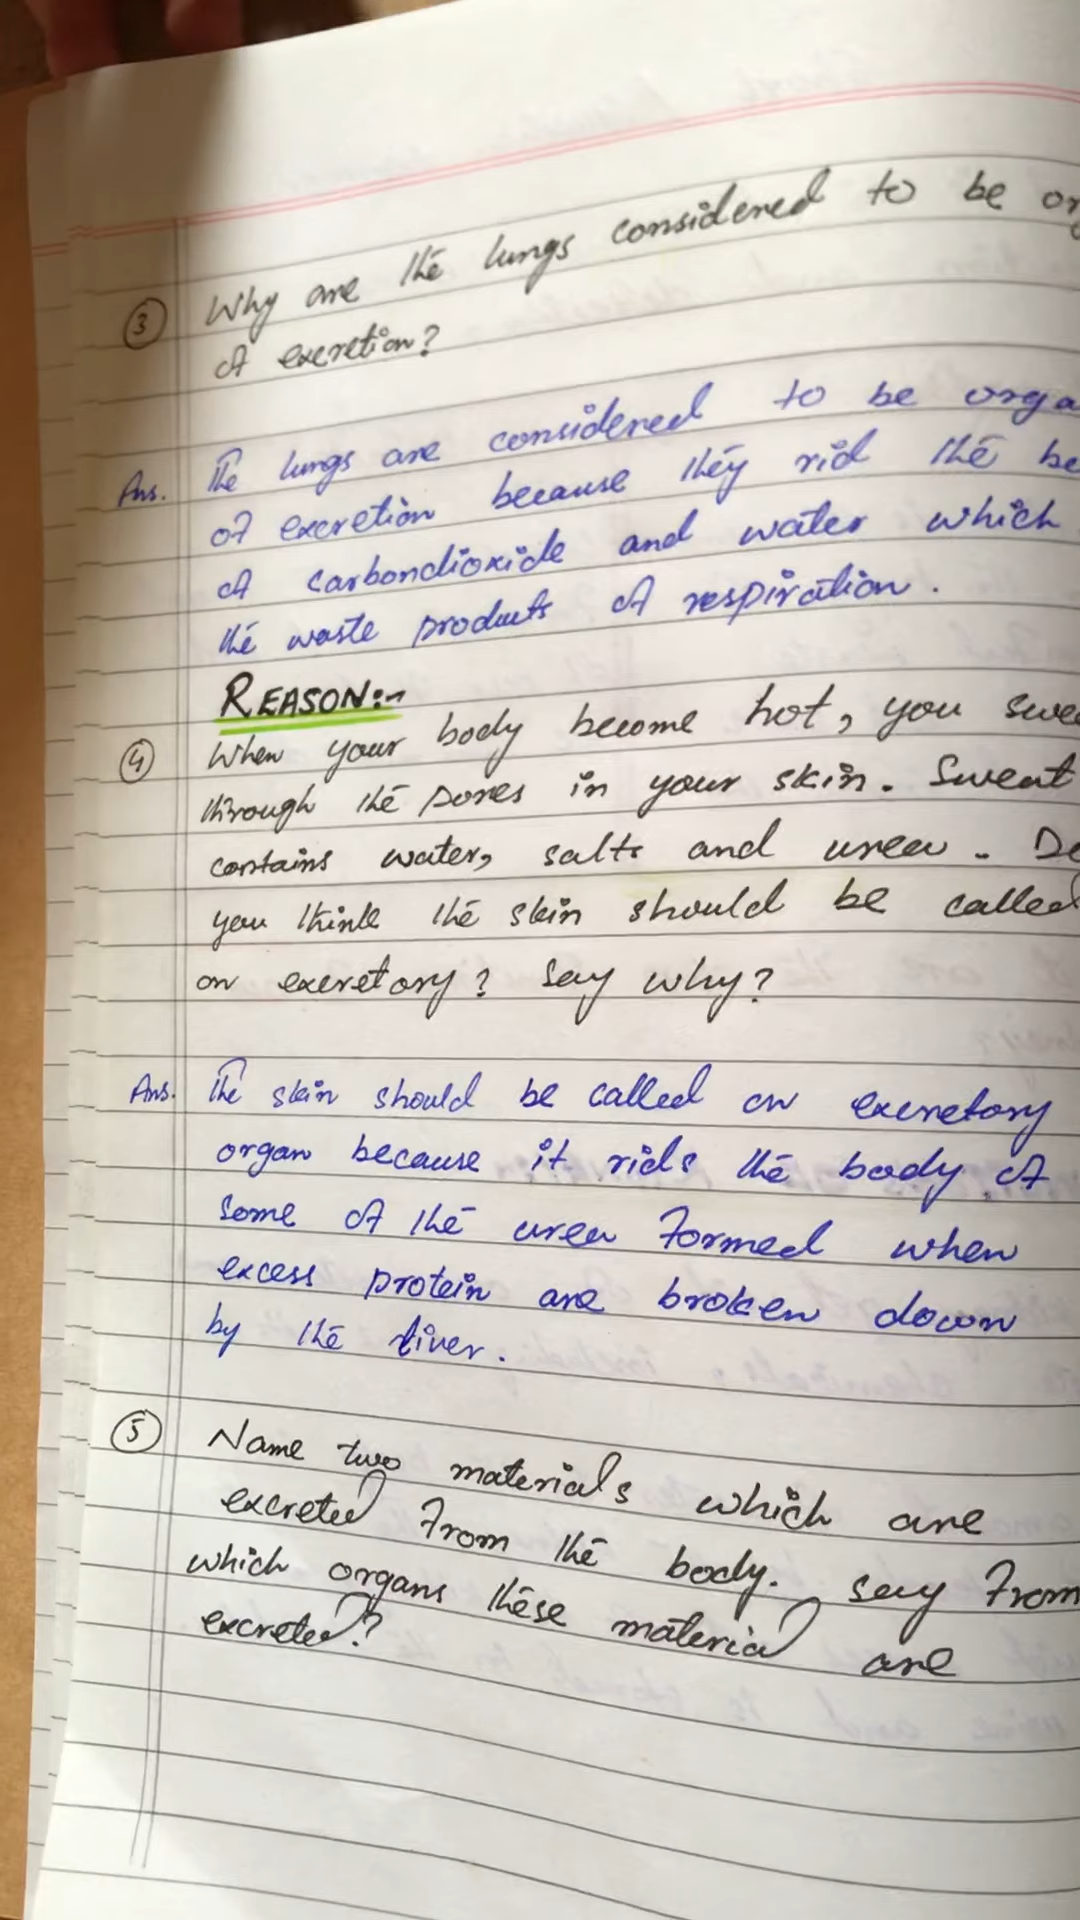 ③ Why are the lungs considered to be
of excretion?
Ans. The lungs are considered to be orga
of excretion because they rid the
of carbondioxide and water which
the waste products of respiration.
REASON:-
④ When your body become hot, you swea
through the pores in your skin. Sweat
contains water, salts and urea. Do
you think the skin should be called
an excretory? Say why?
Ans. The skin should be called an excretory
organ because it rids the body of
some of the urea formed when
excess protein are broken down
by the liver.
⑤ Name two materials which are
excreted from the body. Say from
which organs these material are
excreted?